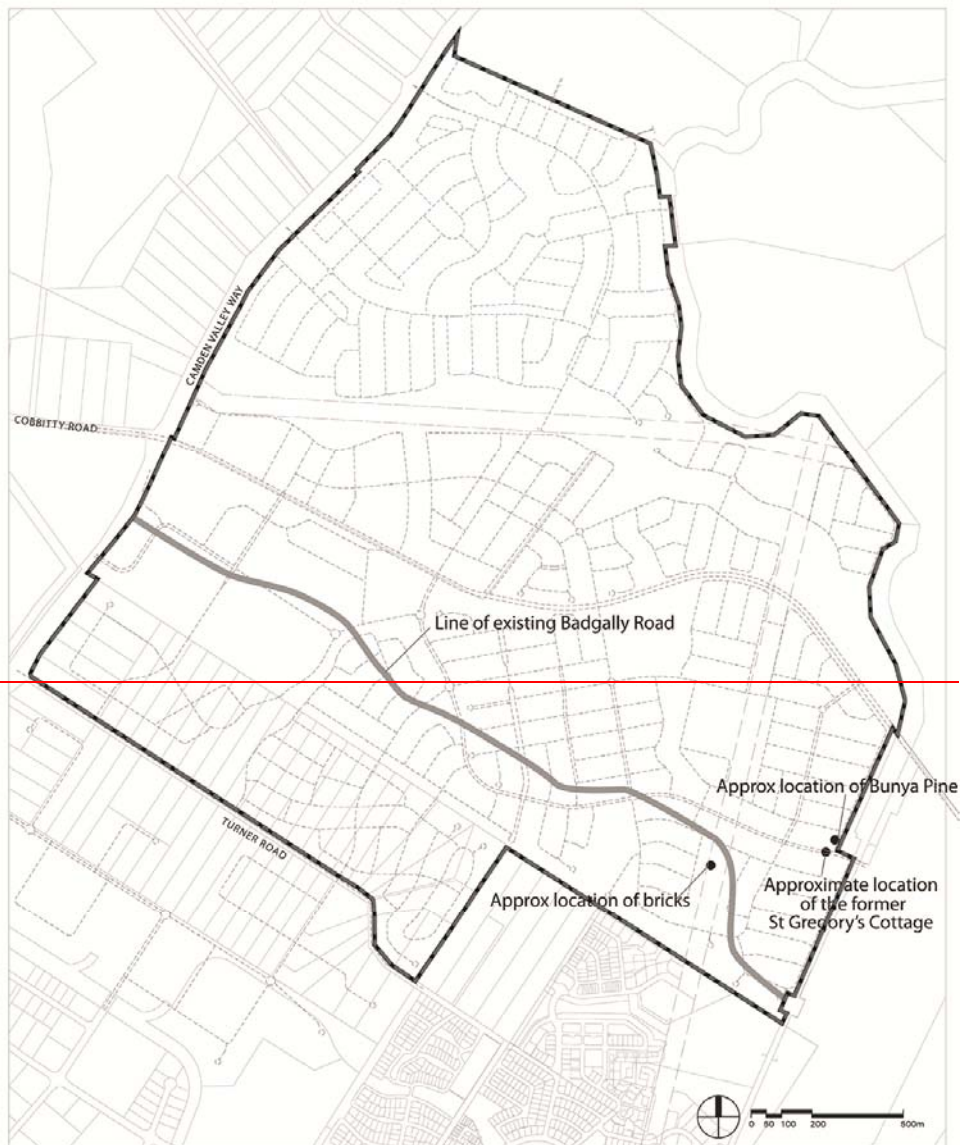 CAMDEN VALLEY WAY
COBBITTY ROAD
Line of existing Badgally Road
Approx location of Bunya Pine
TURNER ROAD
Approx location of bricks
Approximate location
of the former
St Gregory's Cottage
0 50 100 200 500m